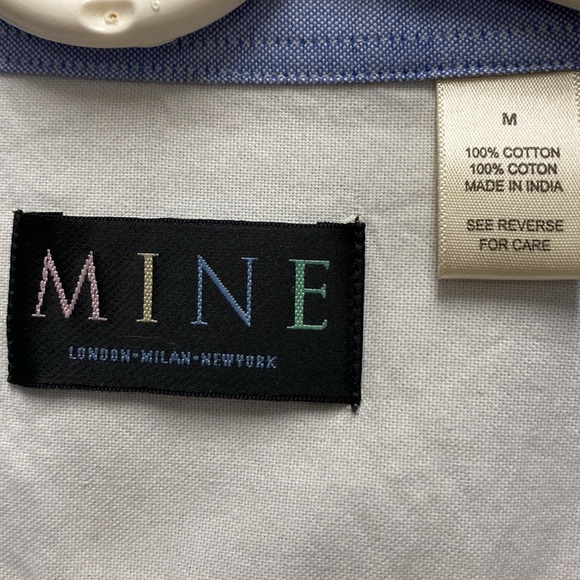 M
100% COTTON
100% COTON
MADE IN INDIA
SEE REVERSE
FOR CARE
MINE
LONDON-MILAN-NEWYORK